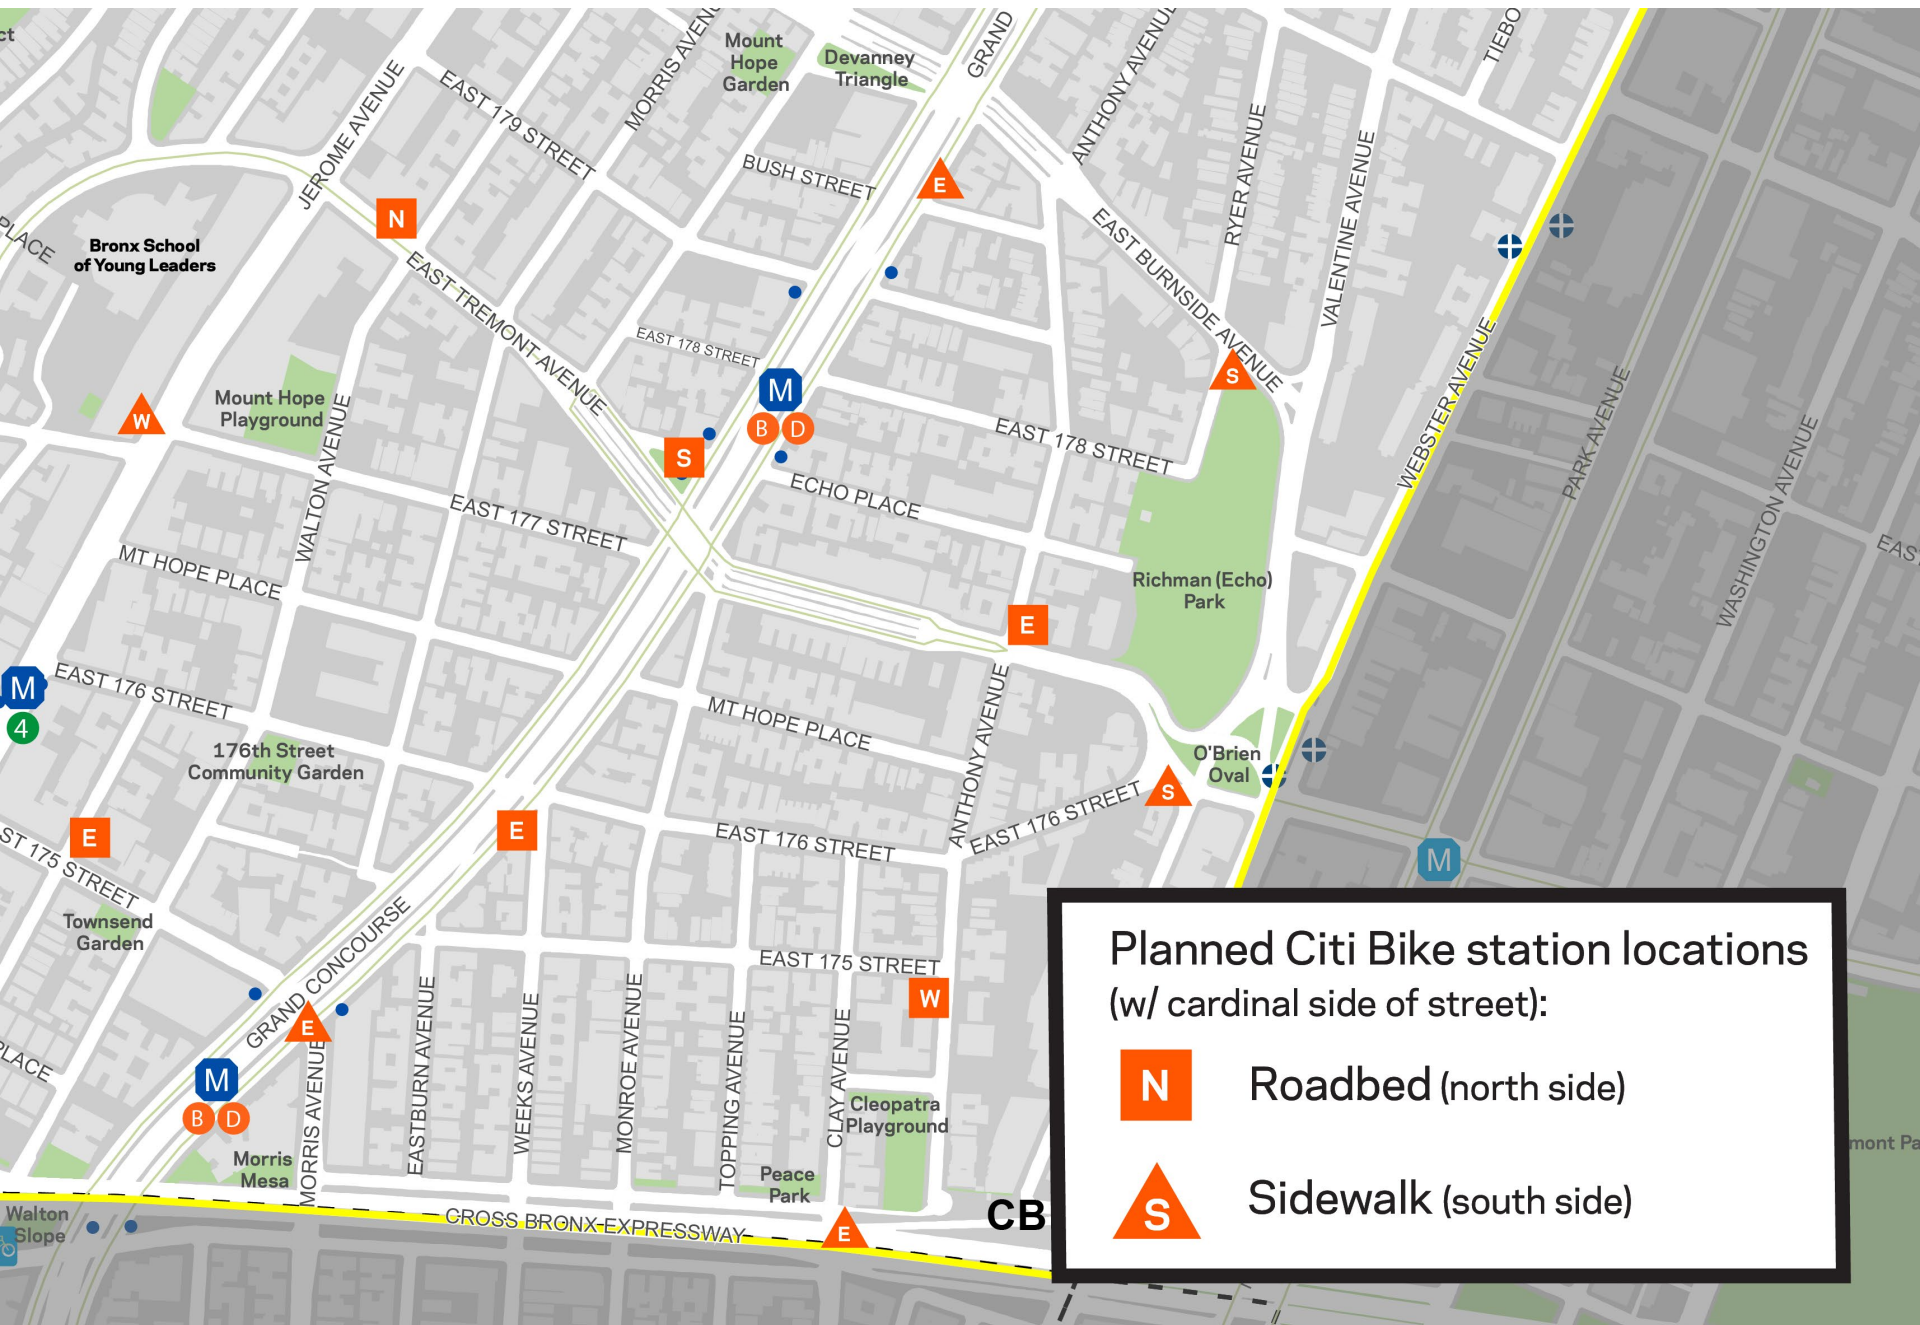 ct
JEROME AVENUE
EAST 179 STREET
MORRIS AVENU
Mount
Hope
Garden
Devanney
Triangle
GRAND
ANTHONY AVENUE
TIEBO
BUSH STREET
E
RYER AVENUE
VALENTINE AVENUE
PLACE
Bronx School
of Young Leaders
N
EAST TREMONT AVENUE
EAST BURNSIDE AVENUE
EAST 178 STREET
M
B
D
S
WEBSTER AVENUE
PARK AVENUE
WASHINGTON AVENUE
EAS
Mount Hope
Playground
W
WALTON AVENUE
S
EAST 178 STREET
ECHO PLACE
EAST 177 STREET
MT HOPE PLACE
Richman (Echo)
Park
E
M
4
EAST 176 STREET
176th Street
Community Garden
MT HOPE PLACE
ANTHONY AVENUE
O'Brien
Oval
S
E
ST 175 STREET
E
EAST 176 STREET
EAST 176 STREET
M
Townsend
Garden
GRAND CONCOURSE
EAST 175 STREET
W
E
LACE
M
B
D
MORRIS AVENUE
EASTBURN AVENUE
WEEKS AVENUE
MONROE AVENUE
TOPPING AVENUE
CLAY AVENUE
Cleopatra
Playground
Morris
Mesa
Peace
Park
Walton
Slope
CROSS BRONX EXPRESSWAY
E
CB
Planned Citi Bike station locations
(w/ cardinal side of street):
N Roadbed (north side)
S Sidewalk (south side)
mont Pa